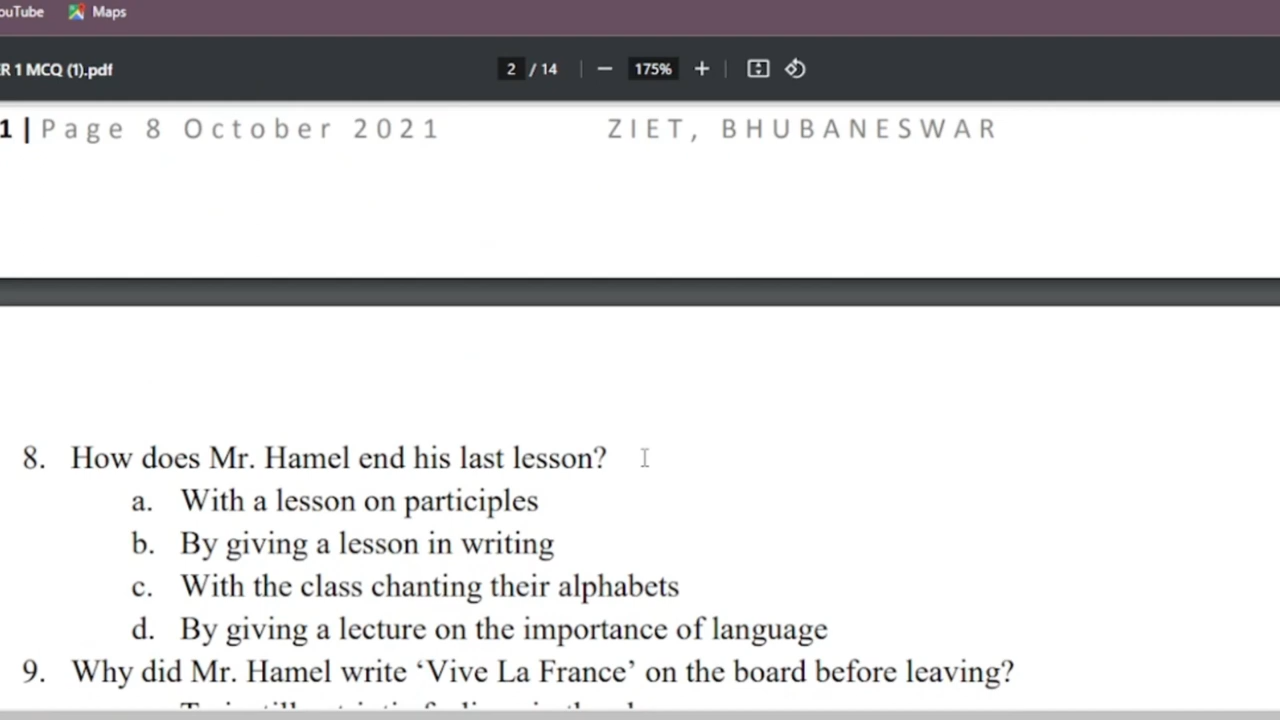 ouTube Maps
R 1 MCQ (1).pdf 2 / 14 175%
1 | Page 8 October 2021 ZIET, BHUBANESWAR
8. How does Mr. Hamel end his last lesson?
a. With a lesson on participles
b. By giving a lesson in writing
c. With the class chanting their alphabets
d. By giving a lecture on the importance of language
9. Why did Mr. Hamel write ‘Vive La France’ on the board before leaving?